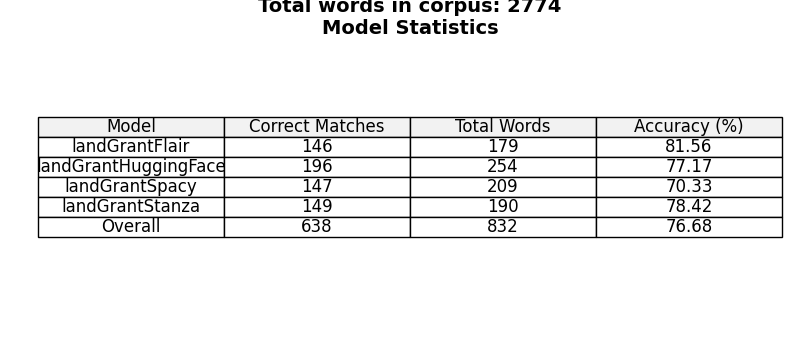 Total words in corpus: 2774
Model Statistics
Model Correct Matches Total Words Accuracy (%)
landGrantFlair 146 179 81.56
landGrantHuggingFace 196 254 77.17
landGrantSpacy 147 209 70.33
landGrantStanza 149 190 78.42
Overall 638 832 76.68